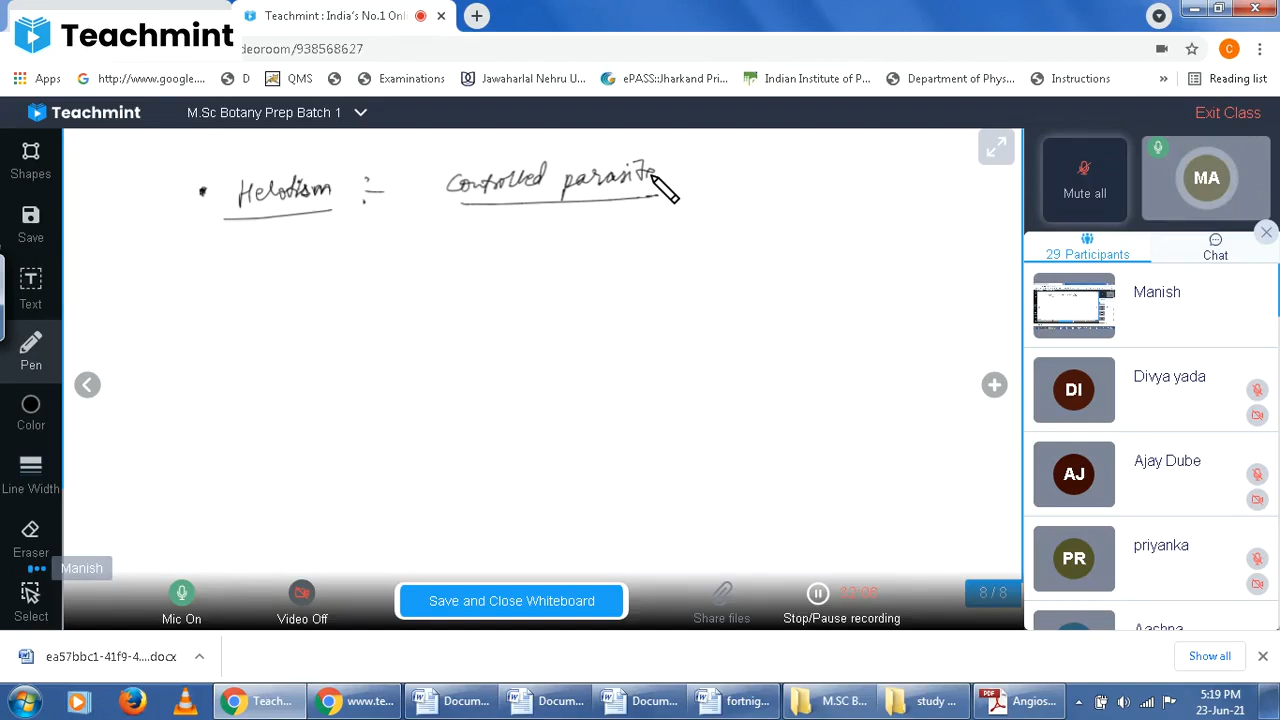 Teachmint : India's No.1 Onl
Teachmint
deoroom/938568627
C
Apps
http://www.google....
D
QMS
Examinations
Jawaharlal Nehru U...
ePASS::Jharkand Pri...
Indian Institute of P...
Department of Phys...
Instructions
»
Reading list
Teachmint
M.Sc Botany Prep Batch 1
Exit Class
• Helotism ÷ Controlled parasite
Shapes
Save
Text
Pen
Color
Line Width
Eraser
Manish
Select
Mute all
MA
29 Participants
Chat
Manish
DI
Divya yada
AJ
Ajay Dube
PR
priyanka
Aashna
Mic On
Video Off
Save and Close Whiteboard
Share files
Stop/Pause recording
8 / 8
ea57bbc1-41f9-4....docx
Show all
Teach...
www.te...
Docum...
Docum...
Docum...
fortnig...
M.SC B...
study ...
Angios...
5:19 PM
23-Jun-21